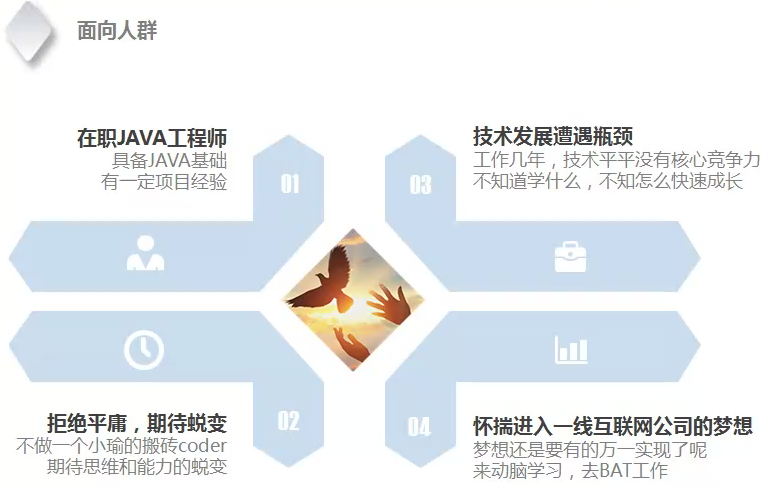 面向人群
在职JAVA工程师
具备JAVA基础
有一定项目经验
01
技术发展遭遇瓶颈
工作几年，技术平平没有核心竞争力
不知道学什么，不知怎么快速成长
03
拒绝平庸，期待蜕变
不做一个小瑜的搬砖coder
期待思维和能力的蜕变
02
怀揣进入一线互联网公司的梦想
梦想还是要有的万一实现了呢
来动脑学习，去BAT工作
04